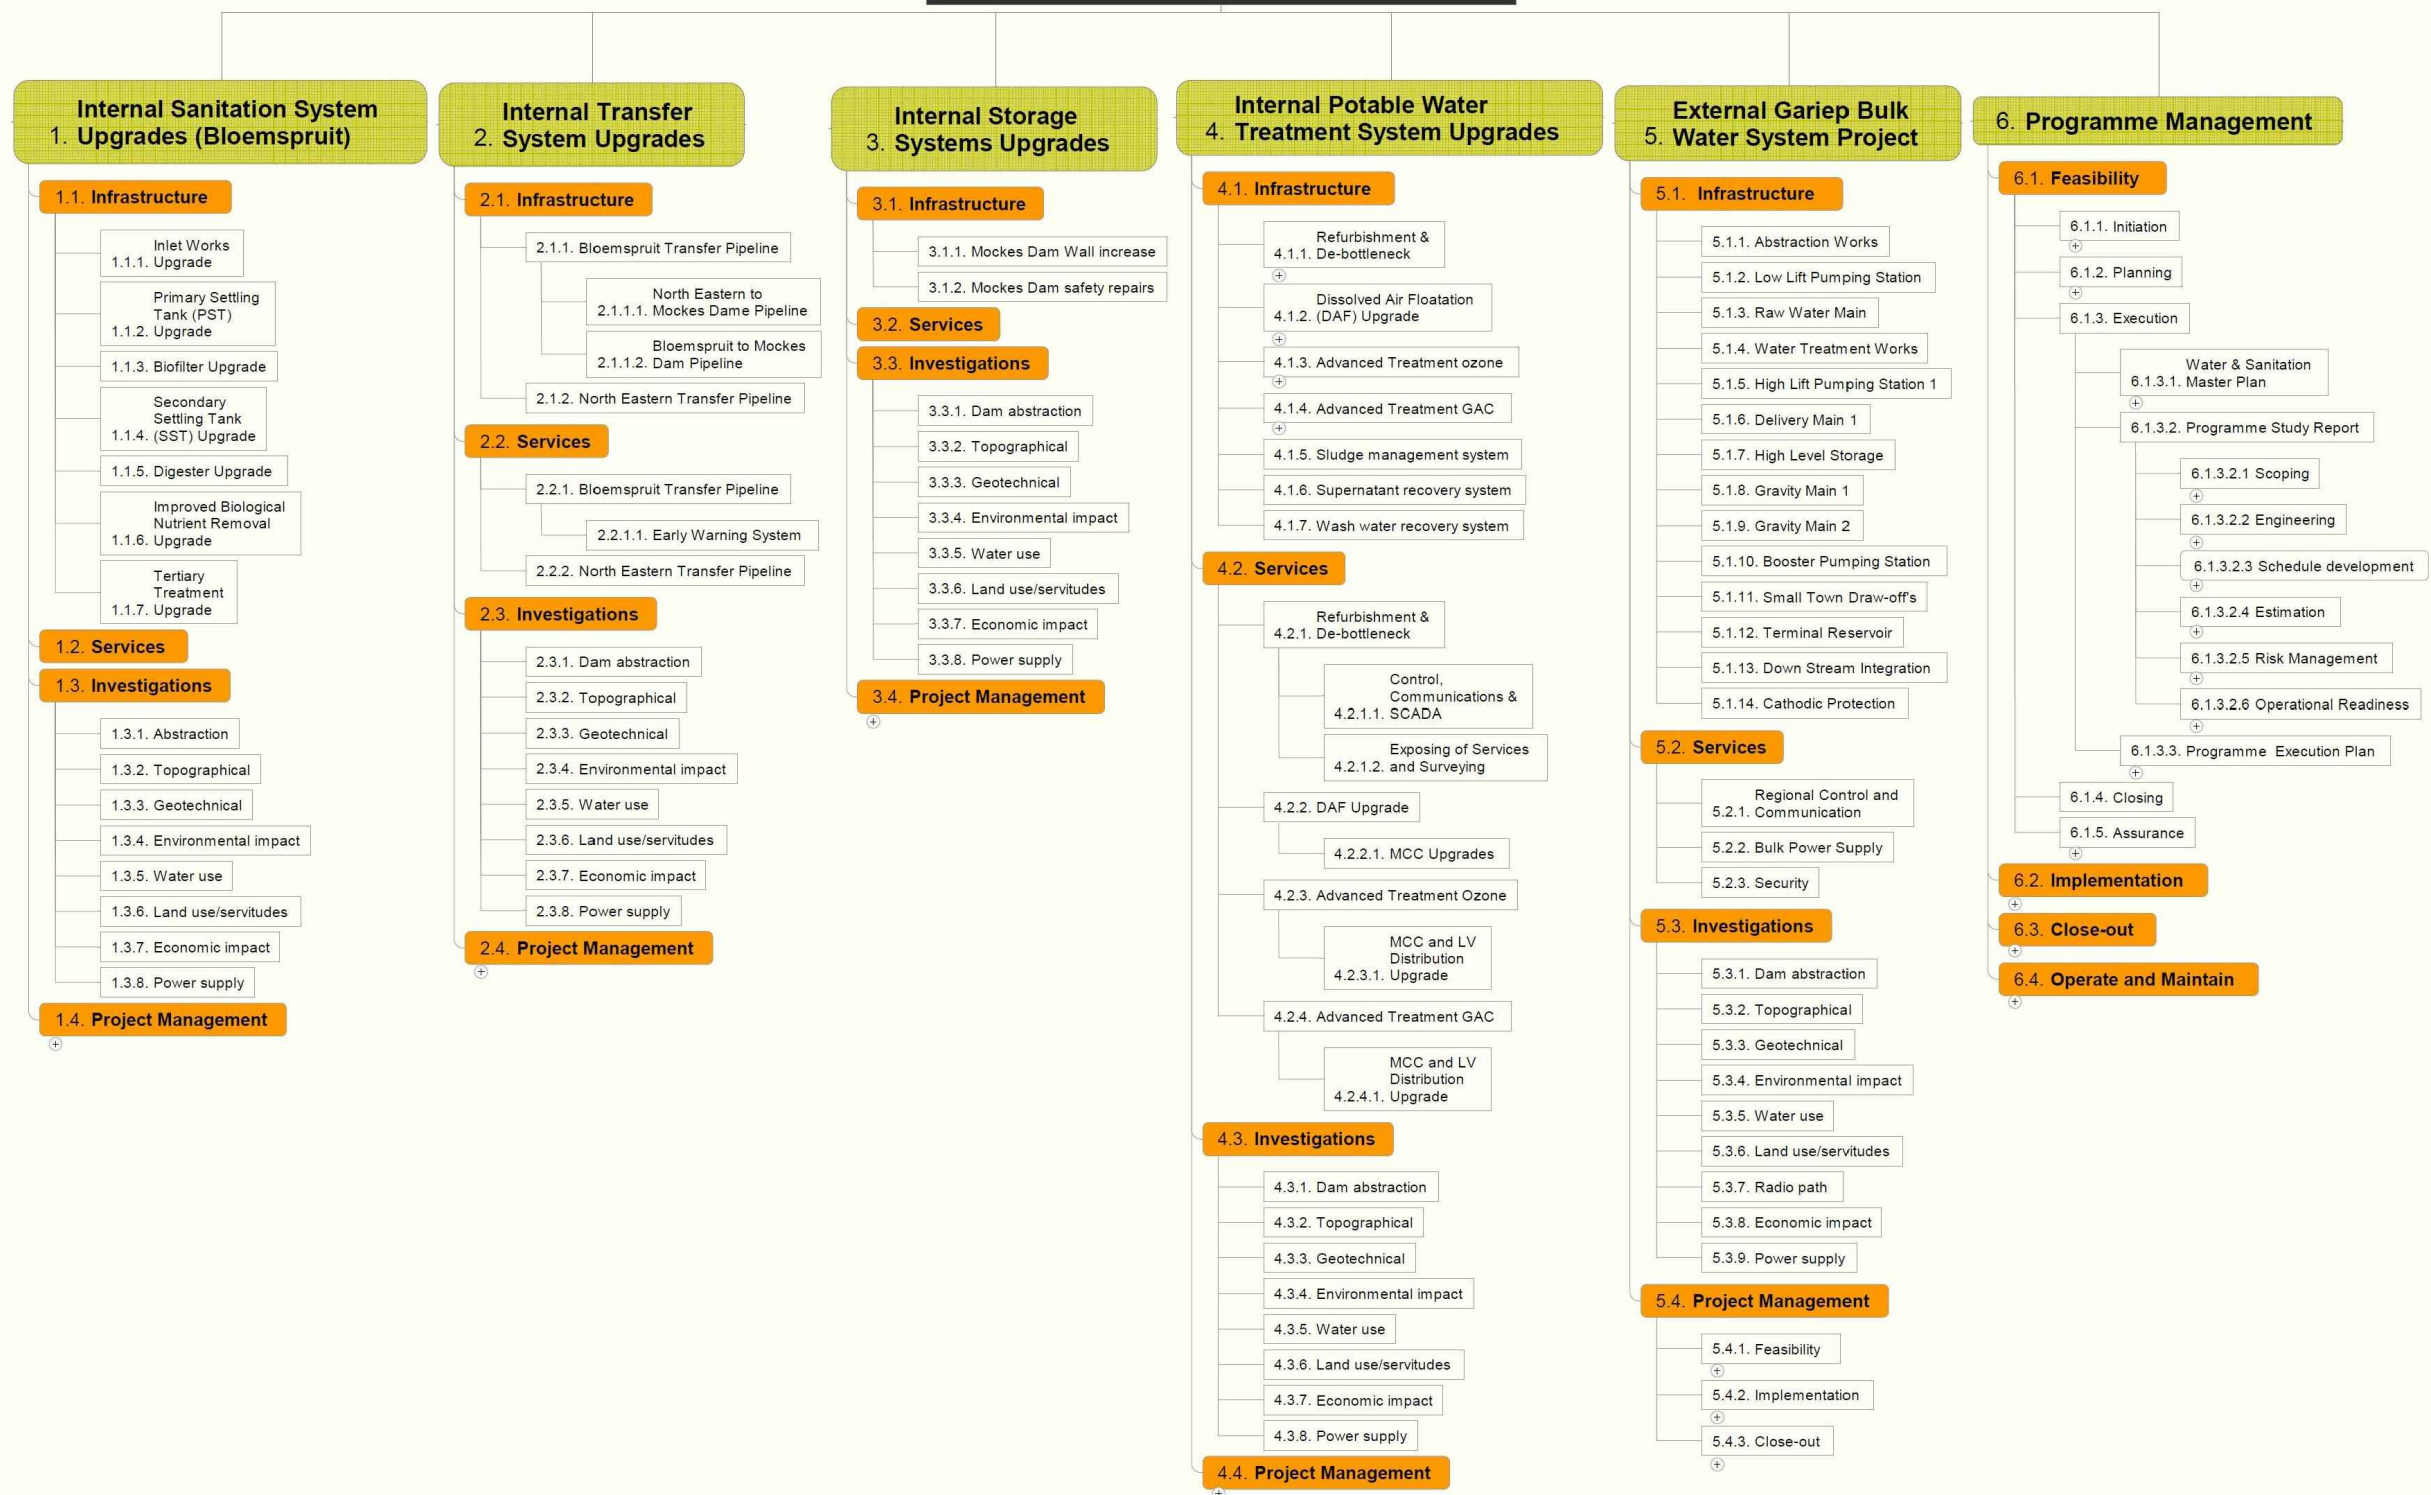 1. Internal Sanitation System
Upgrades (Bloemspruit)
1.1. Infrastructure
1.1.1. Inlet Works
Upgrade
1.1.2. Primary Settling
Tank (PST)
Upgrade
1.1.3. Biofilter Upgrade
1.1.4. Secondary
Settling Tank
(SST) Upgrade
1.1.5. Digester Upgrade
1.1.6. Improved Biological
Nutrient Removal
Upgrade
1.1.7. Tertiary
Treatment
Upgrade
1.2. Services
1.3. Investigations
1.3.1. Abstraction
1.3.2. Topographical
1.3.3. Geotechnical
1.3.4. Environmental impact
1.3.5. Water use
1.3.6. Land use/servitudes
1.3.7. Economic impact
1.3.8. Power supply
1.4. Project Management
2. Internal Transfer
System Upgrades
2.1. Infrastructure
2.1.1. Bloemspruit Transfer Pipeline
2.1.1.1. North Eastern to
Mockes Dame Pipeline
2.1.1.2. Bloemspruit to Mockes
Dam Pipeline
2.1.2. North Eastern Transfer Pipeline
2.2. Services
2.2.1. Bloemspruit Transfer Pipeline
2.2.1.1. Early Warning System
2.2.2. North Eastern Transfer Pipeline
2.3. Investigations
2.3.1. Dam abstraction
2.3.2. Topographical
2.3.3. Geotechnical
2.3.4. Environmental impact
2.3.5. Water use
2.3.6. Land use/servitudes
2.3.7. Economic impact
2.3.8. Power supply
2.4. Project Management
3. Internal Storage
Systems Upgrades
3.1. Infrastructure
3.1.1. Mockes Dam Wall increase
3.1.2. Mockes Dam safety repairs
3.2. Services
3.3. Investigations
3.3.1. Dam abstraction
3.3.2. Topographical
3.3.3. Geotechnical
3.3.4. Environmental impact
3.3.5. Water use
3.3.6. Land use/servitudes
3.3.7. Economic impact
3.3.8. Power supply
3.4. Project Management
4. Internal Potable Water
Treatment System Upgrades
4.1. Infrastructure
4.1.1. Refurbishment &
De-bottleneck
4.1.2. Dissolved Air Floatation
(DAF) Upgrade
4.1.3. Advanced Treatment ozone
4.1.4. Advanced Treatment GAC
4.1.5. Sludge management system
4.1.6. Supernatant recovery system
4.1.7. Wash water recovery system
4.2. Services
4.2.1. Refurbishment &
De-bottleneck
4.2.1.1. Control,
Communications &
SCADA
4.2.1.2. Exposing of Services
and Surveying
4.2.2. DAF Upgrade
4.2.2.1. MCC Upgrades
4.2.3. Advanced Treatment Ozone
4.2.3.1. MCC and LV
Distribution
Upgrade
4.2.4. Advanced Treatment GAC
4.2.4.1. MCC and LV
Distribution
Upgrade
4.3. Investigations
4.3.1. Dam abstraction
4.3.2. Topographical
4.3.3. Geotechnical
4.3.4. Environmental impact
4.3.5. Water use
4.3.6. Land use/servitudes
4.3.7. Economic impact
4.3.8. Power supply
4.4. Project Management
5. External Gariep Bulk
Water System Project
5.1. Infrastructure
5.1.1. Abstraction Works
5.1.2. Low Lift Pumping Station
5.1.3. Raw Water Main
5.1.4. Water Treatment Works
5.1.5. High Lift Pumping Station 1
5.1.6. Delivery Main 1
5.1.7. High Level Storage
5.1.8. Gravity Main 1
5.1.9. Gravity Main 2
5.1.10. Booster Pumping Station
5.1.11. Small Town Draw-off's
5.1.12. Terminal Reservoir
5.1.13. Down Stream Integration
5.1.14. Cathodic Protection
5.2. Services
5.2.1. Regional Control and
Communication
5.2.2. Bulk Power Supply
5.2.3. Security
5.3. Investigations
5.3.1. Dam abstraction
5.3.2. Topographical
5.3.3. Geotechnical
5.3.4. Environmental impact
5.3.5. Water use
5.3.6. Land use/servitudes
5.3.7. Radio path
5.3.8. Economic impact
5.3.9. Power supply
5.4. Project Management
5.4.1. Feasibility
5.4.2. Implementation
5.4.3. Close-out
6. Programme Management
6.1. Feasibility
6.1.1. Initiation
6.1.2. Planning
6.1.3. Execution
6.1.3.1. Water & Sanitation
Master Plan
6.1.3.2. Programme Study Report
6.1.3.2.1 Scoping
6.1.3.2.2 Engineering
6.1.3.2.3 Schedule development
6.1.3.2.4 Estimation
6.1.3.2.5 Risk Management
6.1.3.2.6 Operational Readiness
6.1.3.3. Programme Execution Plan
6.1.4. Closing
6.1.5. Assurance
6.2. Implementation
6.3. Close-out
6.4. Operate and Maintain